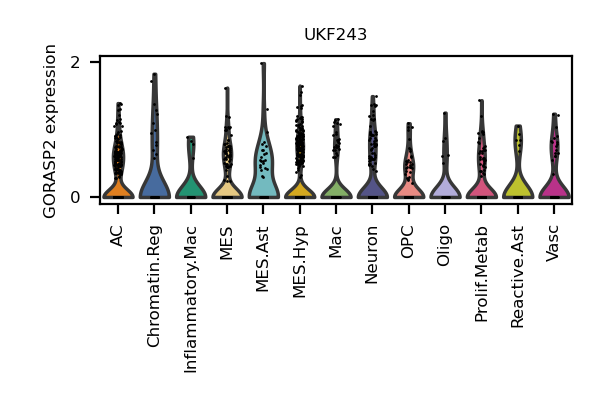 UKF243
GORASP2 expression
2
0
AC
Chromatin.Reg
Inflammatory.Mac
MES
MES.Ast
MES.Hyp
Mac
Neuron
OPC
Oligo
Prolif.Metab
Reactive.Ast
Vasc